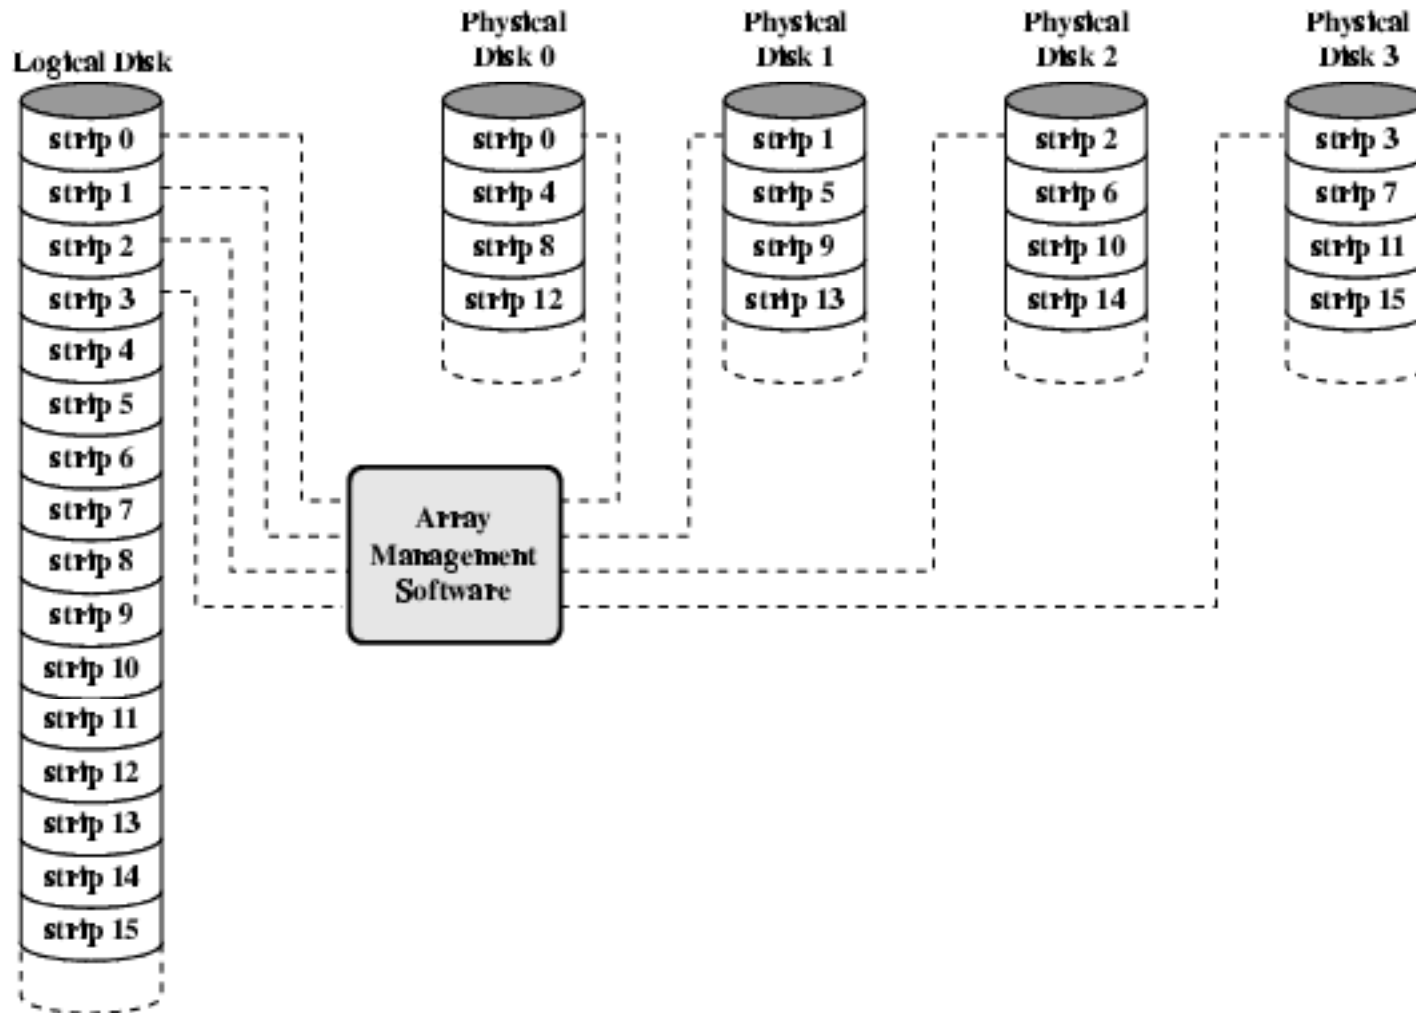 Logical Disk
strip 0
strip 1
strip 2
strip 3
strip 4
strip 5
strip 6
strip 7
strip 8
strip 9
strip 10
strip 11
strip 12
strip 13
strip 14
strip 15
Physical
Disk 0
strip 0
strip 4
strip 8
strip 12
Physical
Disk 1
strip 1
strip 5
strip 9
strip 13
Physical
Disk 2
strip 2
strip 6
strip 10
strip 14
Physical
Disk 3
strip 3
strip 7
strip 11
strip 15
Array
Management
Software